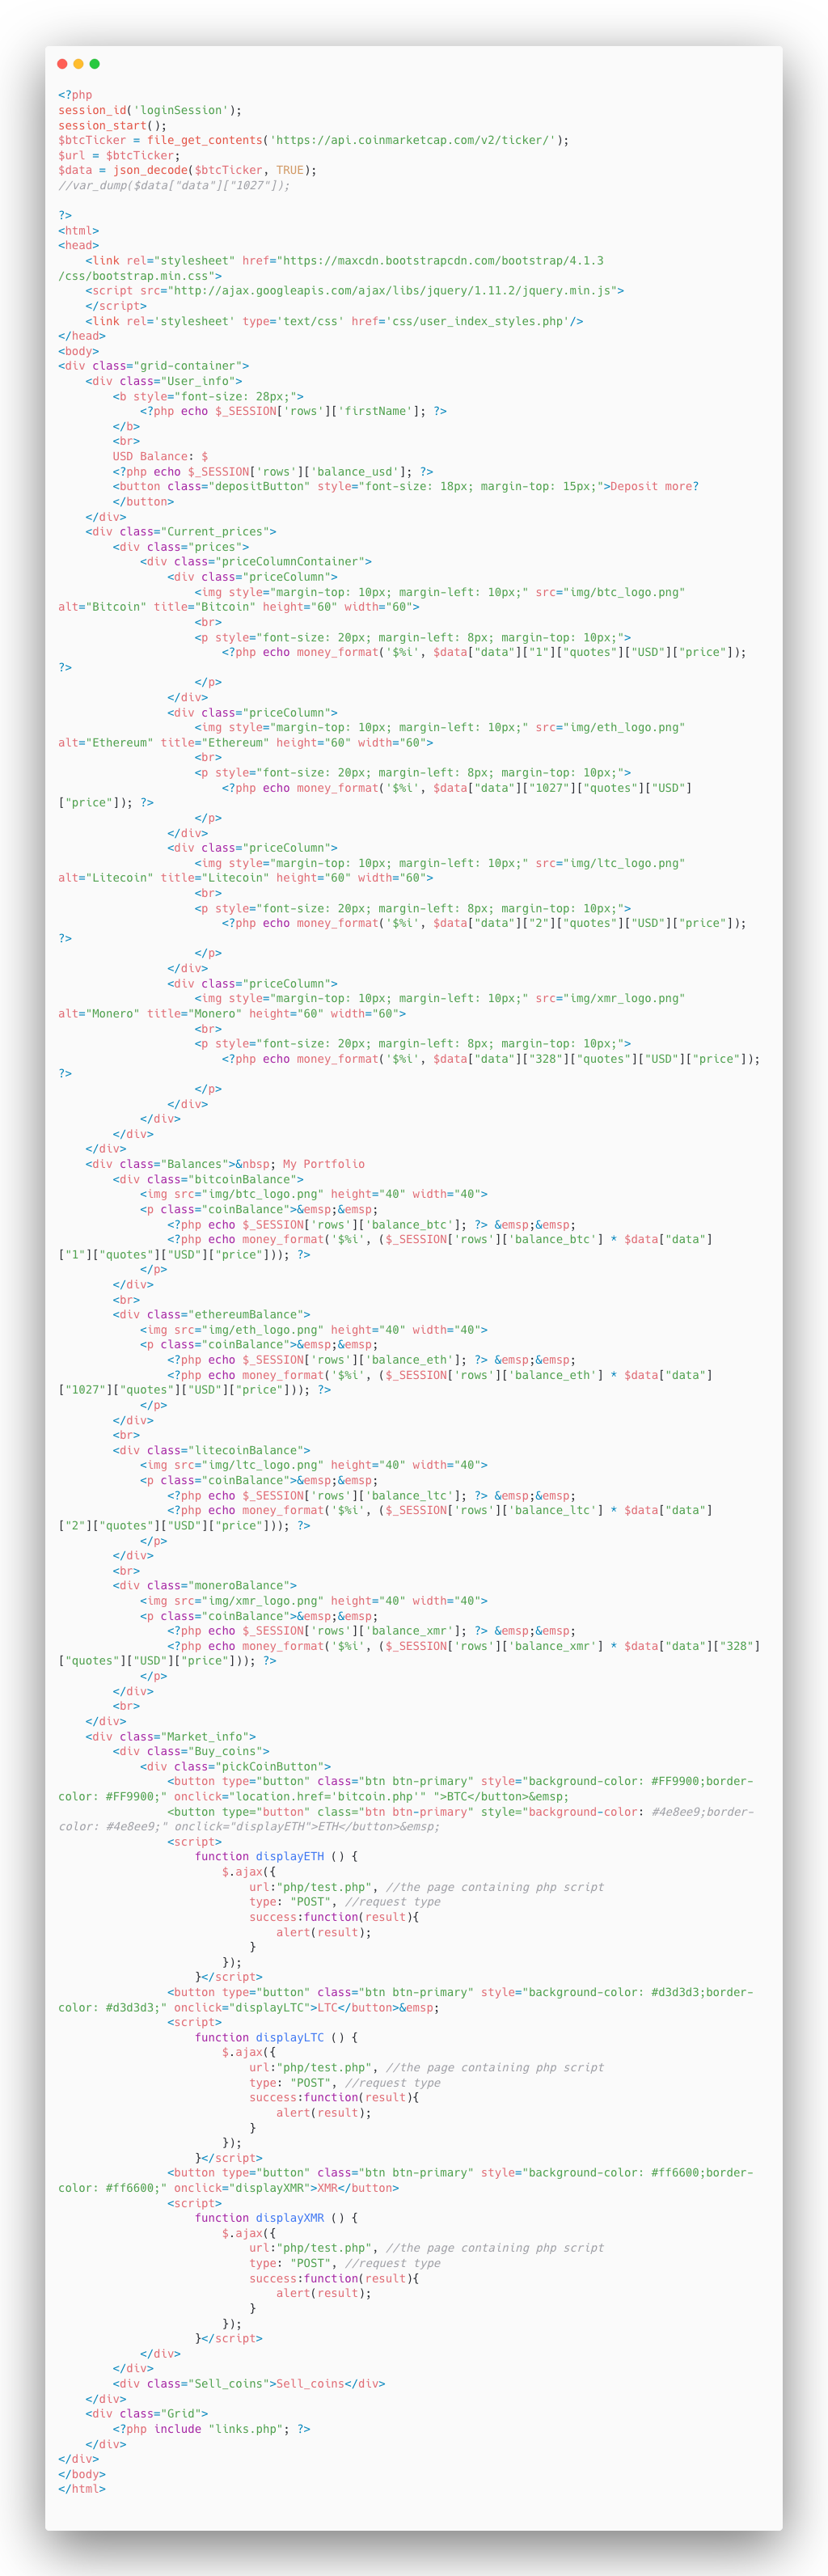 <?php
session_id('loginSession');
session_start();
$btcTicker = file_get_contents('https://api.coinmarketcap.com/v2/ticker/');
$url = $btcTicker;
$data = json_decode($btcTicker, TRUE);
//var_dump($data["data"]["1027"]);

?>
<html>
<head>
    <link rel="stylesheet" href="https://maxcdn.bootstrapcdn.com/bootstrap/4.1.3
/css/bootstrap.min.css">
    <script src="http://ajax.googleapis.com/ajax/libs/jquery/1.11.2/jquery.min.js">
    </script>
    <link rel='stylesheet' type='text/css' href='css/user_index_styles.php'/>
</head>
<body>
<div class="grid-container">
    <div class="User_info">
        <b style="font-size: 28px;">
            <?php echo $_SESSION['rows']['firstName']; ?>
        </b>
        <br>
        USD Balance: $
        <?php echo $_SESSION['rows']['balance_usd']; ?>
        <button class="depositButton" style="font-size: 18px; margin-top: 15px;">Deposit more?
        </button>
    </div>
    <div class="Current_prices">
        <div class="prices">
            <div class="priceColumnContainer">
                <div class="priceColumn">
                    <img style="margin-top: 10px; margin-left: 10px;" src="img/btc_logo.png"
alt="Bitcoin" title="Bitcoin" height="60" width="60">
                    <br>
                    <p style="font-size: 20px; margin-left: 8px; margin-top: 10px;">
                        <?php echo money_format('$%i', $data["data"]["1"]["quotes"]["USD"]["price"]);
?>
                    </p>
                </div>
                <div class="priceColumn">
                    <img style="margin-top: 10px; margin-left: 10px;" src="img/eth_logo.png"
alt="Ethereum" title="Ethereum" height="60" width="60">
                    <br>
                    <p style="font-size: 20px; margin-left: 8px; margin-top: 10px;">
                        <?php echo money_format('$%i', $data["data"]["1027"]["quotes"]["USD"]
["price"]); ?>
                    </p>
                </div>
                <div class="priceColumn">
                    <img style="margin-top: 10px; margin-left: 10px;" src="img/ltc_logo.png"
alt="Litecoin" title="Litecoin" height="60" width="60">
                    <br>
                    <p style="font-size: 20px; margin-left: 8px; margin-top: 10px;">
                        <?php echo money_format('$%i', $data["data"]["2"]["quotes"]["USD"]["price"]);
?>
                    </p>
                </div>
                <div class="priceColumn">
                    <img style="margin-top: 10px; margin-left: 10px;" src="img/xmr_logo.png"
alt="Monero" title="Monero" height="60" width="60">
                    <br>
                    <p style="font-size: 20px; margin-left: 8px; margin-top: 10px;">
                        <?php echo money_format('$%i', $data["data"]["328"]["quotes"]["USD"]["price"]);
?>
                    </p>
                </div>
            </div>
        </div>
    </div>
    <div class="Balances">&nbsp; My Portfolio
        <div class="bitcoinBalance">
            <img src="img/btc_logo.png" height="40" width="40">
            <p class="coinBalance">&emsp;&emsp;
                <?php echo $_SESSION['rows']['balance_btc']; ?> &emsp;&emsp;
                <?php echo money_format('$%i', ($_SESSION['rows']['balance_btc'] * $data["data"]
["1"]["quotes"]["USD"]["price"])); ?>
            </p>
        </div>
        <br>
        <div class="ethereumBalance">
            <img src="img/eth_logo.png" height="40" width="40">
            <p class="coinBalance">&emsp;&emsp;
                <?php echo $_SESSION['rows']['balance_eth']; ?> &emsp;&emsp;
                <?php echo money_format('$%i', ($_SESSION['rows']['balance_eth'] * $data["data"]
["1027"]["quotes"]["USD"]["price"])); ?>
            </p>
        </div>
        <br>
        <div class="litecoinBalance">
            <img src="img/ltc_logo.png" height="40" width="40">
            <p class="coinBalance">&emsp;&emsp;
                <?php echo $_SESSION['rows']['balance_ltc']; ?> &emsp;&emsp;
                <?php echo money_format('$%i', ($_SESSION['rows']['balance_ltc'] * $data["data"]
["2"]["quotes"]["USD"]["price"])); ?>
            </p>
        </div>
        <br>
        <div class="moneroBalance">
            <img src="img/xmr_logo.png" height="40" width="40">
            <p class="coinBalance">&emsp;&emsp;
                <?php echo $_SESSION['rows']['balance_xmr']; ?> &emsp;&emsp;
                <?php echo money_format('$%i', ($_SESSION['rows']['balance_xmr'] * $data["data"]["328"]
["quotes"]["USD"]["price"])); ?>
            </p>
        </div>
        <br>
    </div>
    <div class="Market_info">
        <div class="Buy_coins">
            <div class="pickCoinButton">
                <button type="button" class="btn btn-primary" style="background-color: #FF9900;border-
color: #FF9900;" onclick="location.href='bitcoin.php'" ">BTC</button>&emsp;
                <button type="button" class="btn btn-primary" style="background-color: #4e8ee9;border-
color: #4e8ee9;" onclick="displayETH">ETH</button>&emsp;
                <script>
                    function displayETH () {
                        $.ajax({
                            url:"php/test.php", //the page containing php script
                            type: "POST", //request type
                            success:function(result){
                                alert(result);
                            }
                        });
                    }</script>
                <button type="button" class="btn btn-primary" style="background-color: #d3d3d3;border-
color: #d3d3d3;" onclick="displayLTC">LTC</button>&emsp;
                <script>
                    function displayLTC () {
                        $.ajax({
                            url:"php/test.php", //the page containing php script
                            type: "POST", //request type
                            success:function(result){
                                alert(result);
                            }
                        });
                    }</script>
                <button type="button" class="btn btn-primary" style="background-color: #ff6600;border-
color: #ff6600;" onclick="displayXMR">XMR</button>
                <script>
                    function displayXMR () {
                        $.ajax({
                            url:"php/test.php", //the page containing php script
                            type: "POST", //request type
                            success:function(result){
                                alert(result);
                            }
                        });
                    }</script>
            </div>
        </div>
        <div class="Sell_coins">Sell_coins</div>
    </div>
    <div class="Grid">
        <?php include "links.php"; ?>
    </div>
</div>
</body>
</html>